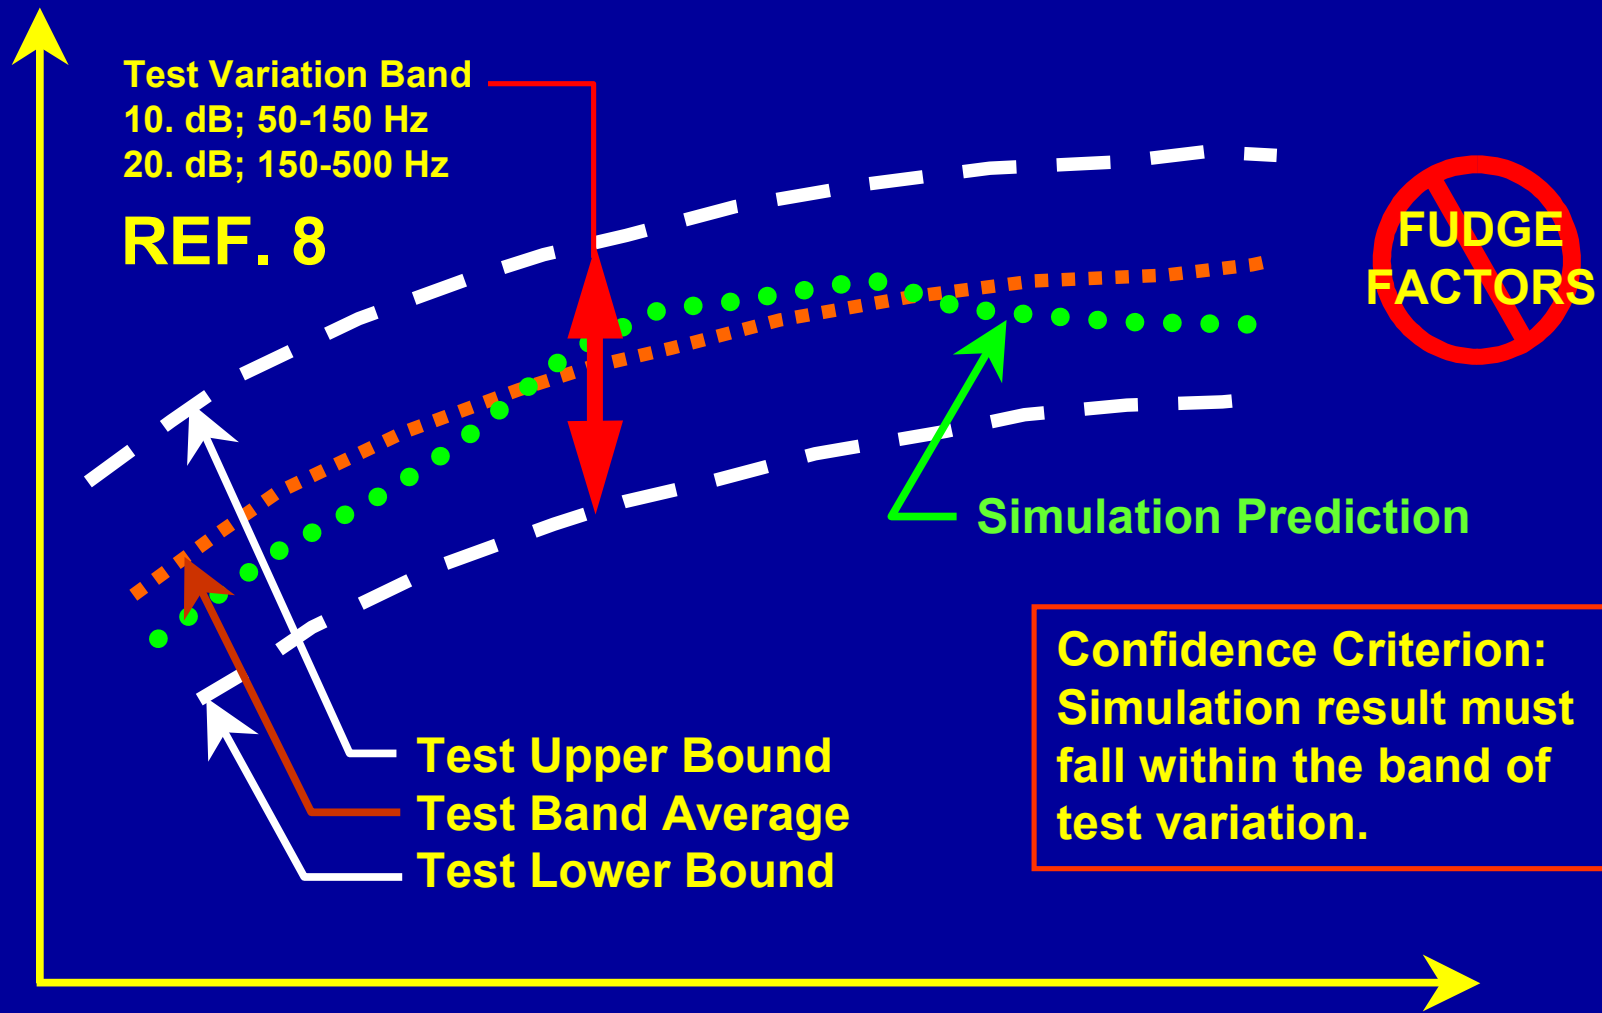 Test Variation Band
10. dB; 50-150 Hz
20. dB; 150-500 Hz
REF. 8
FUDGE
FACTORS
Simulation Prediction
Confidence Criterion:
Simulation result must
fall within the band of
test variation.
Test Upper Bound
Test Band Average
Test Lower Bound